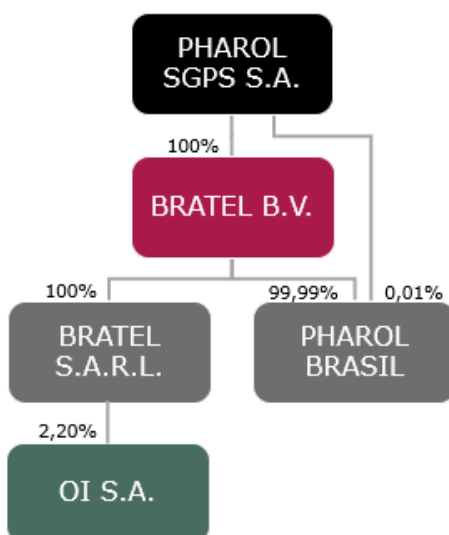 PHAROL
SGPS S.A.
100%
BRATEL B.V.
100%
99,99%
0,01%
BRATEL
S.A.R.L.
PHAROL
BRASIL
2,20%
OI S.A.